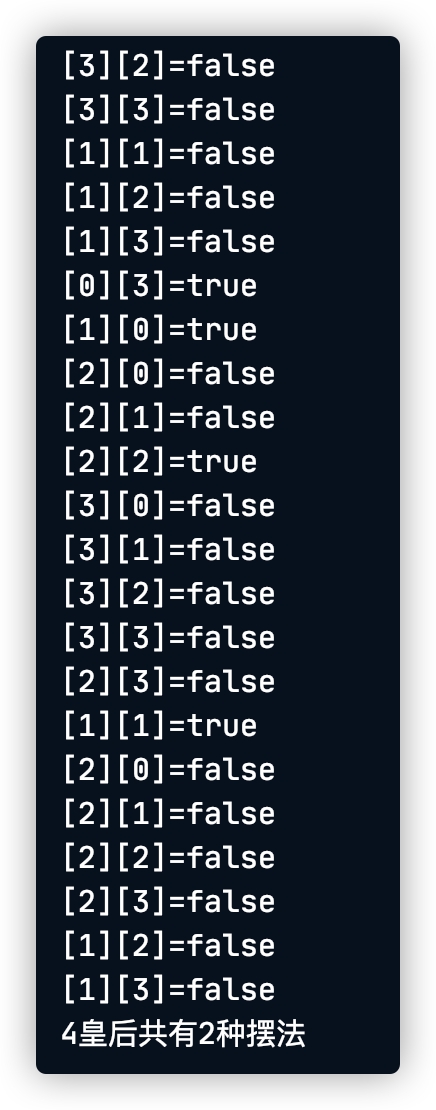 [3][2]=false
[3][3]=false
[1][1]=false
[1][2]=false
[1][3]=false
[0][3]=true
[1][0]=true
[2][0]=false
[2][1]=false
[2][2]=true
[3][0]=false
[3][1]=false
[3][2]=false
[3][3]=false
[2][3]=false
[1][1]=true
[2][0]=false
[2][1]=false
[2][2]=false
[2][3]=false
[1][2]=false
[1][3]=false
4皇后共有2种摆法